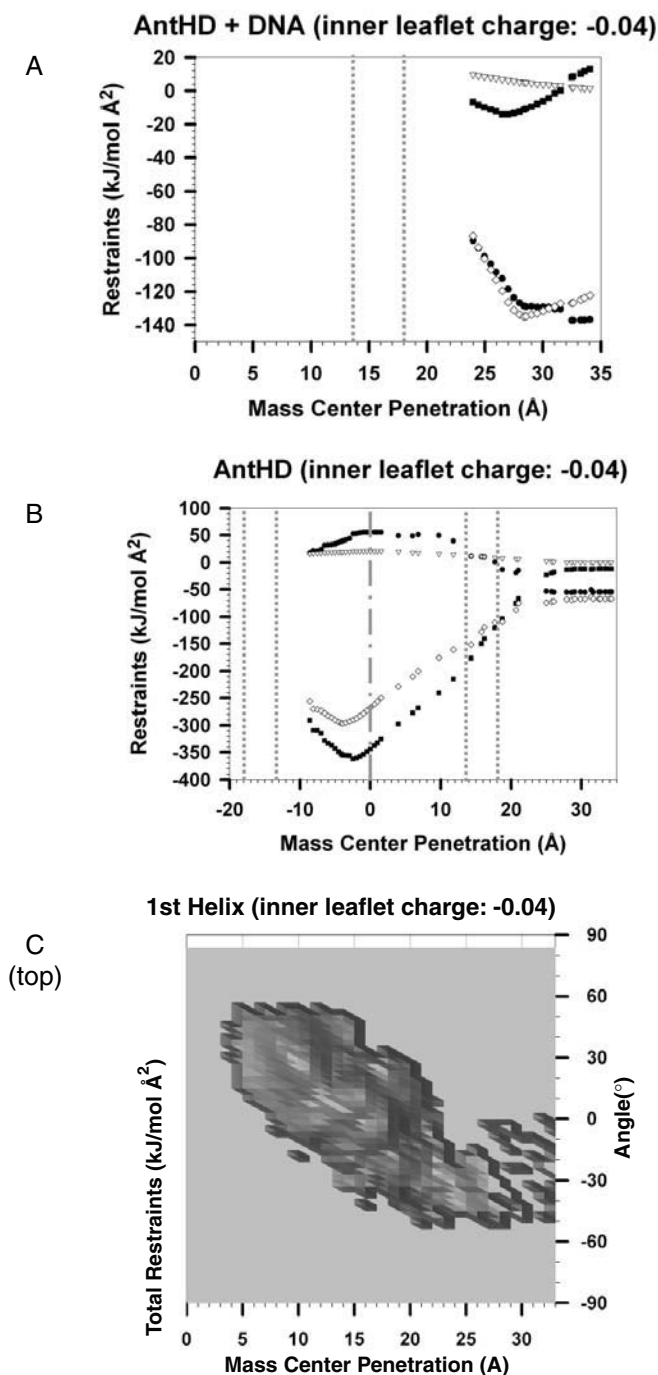 AntHD + DNA (inner leaflet charge: -0.04)
A
20
0
-20
-40
-60
-80
-100
-120
-140
Restraints (kJ/mol Å²)
0 5 10 15 20 25 30 35
Mass Center Penetration (Å)
AntHD (inner leaflet charge: -0.04)
B
100
50
0
-50
-100
-150
-200
-250
-300
-350
-400
Restraints (kJ/mol Å²)
-20 -10 0 10 20 30
Mass Center Penetration (Å)
1st Helix (inner leaflet charge: -0.04)
C
(top)
Total Restraints (kJ/mol Å²)
90
60
30
0
-30
-60
-90
Angle(°)
0 5 10 15 20 25 30
Mass Center Penetration (A)